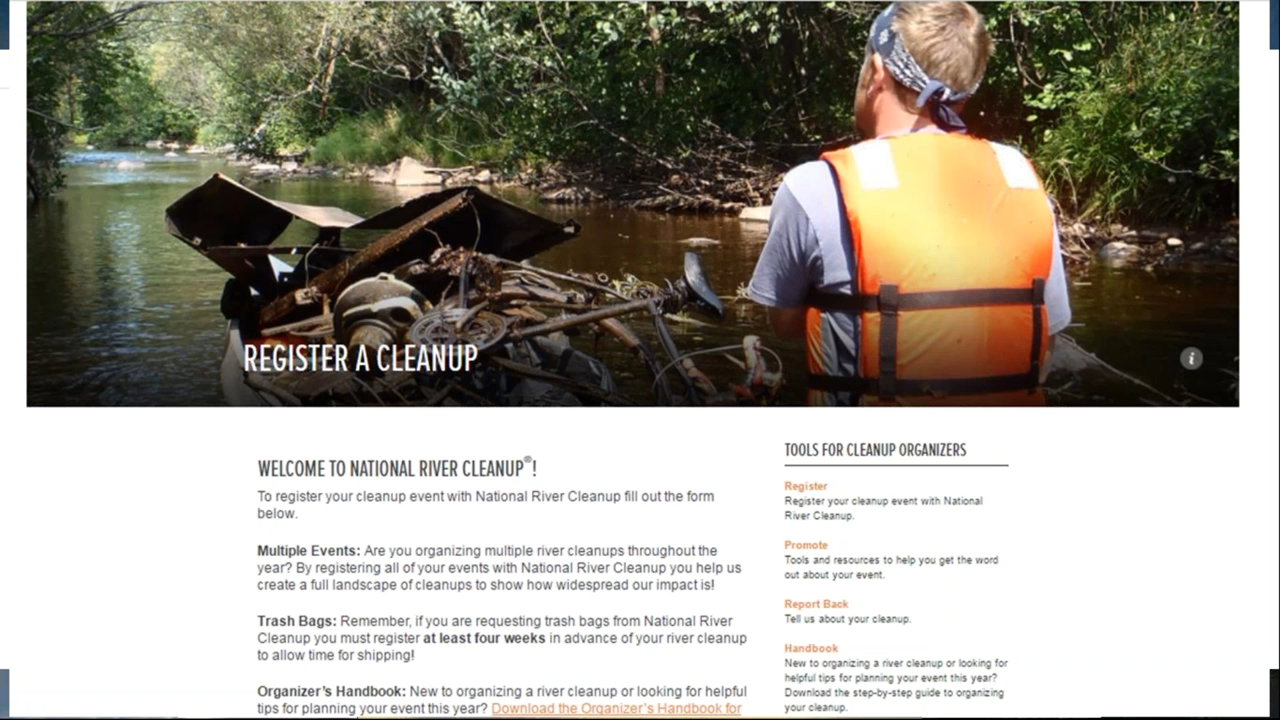 REGISTER A CLEANUP
WELCOME TO NATIONAL RIVER CLEANUP®!
To register your cleanup event with National River Cleanup fill out the form
below.
Multiple Events: Are you organizing multiple river cleanups throughout the
year? By registering all of your events with National River Cleanup you help us
create a full landscape of cleanups to show how widespread our impact is!
Trash Bags: Remember, if you are requesting trash bags from National River
Cleanup you must register at least four weeks in advance of your river cleanup
to allow time for shipping!
Organizer's Handbook: New to organizing a river cleanup or looking for helpful
tips for planning your event this year? Download the Organizer's Handbook for
TOOLS FOR CLEANUP ORGANIZERS
Register
Register your cleanup event with National
River Cleanup.
Promote
Tools and resources to help you get the word
out about your event.
Report Back
Tell us about your cleanup.
Handbook
New to organizing a river cleanup or looking for
helpful tips for planning your event this year?
Download the step-by-step guide to organizing
your cleanup.